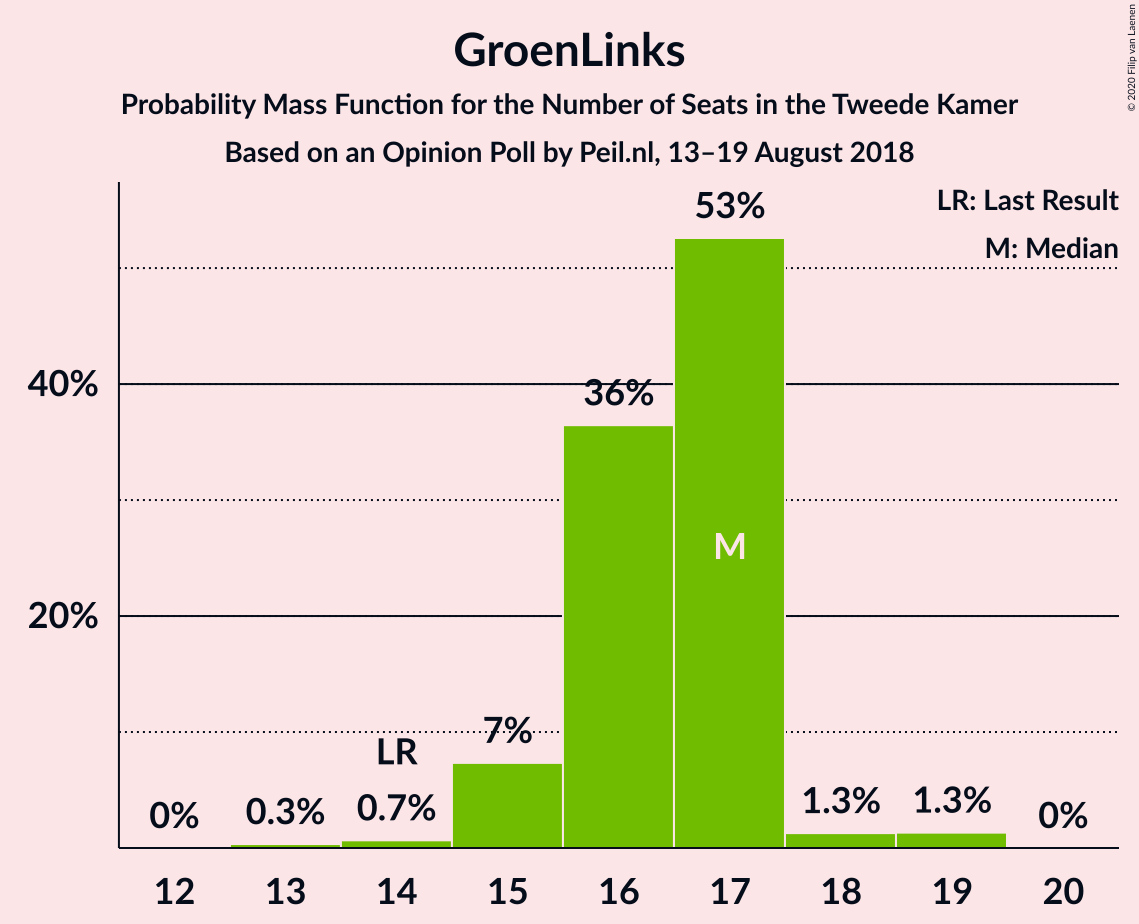 GroenLinks
Probability Mass Function for the Number of Seats in the Tweede Kamer
Based on an Opinion Poll by Peil.nl, 13–19 August 2018
© 2020 Filip van Laenen
LR: Last Result
M: Median
53%
40%
36%
M
20%
7%
LR
0%
0.3%
0.7%
1.3%
1.3%
0%
12 13 14 15 16 17 18 19 20